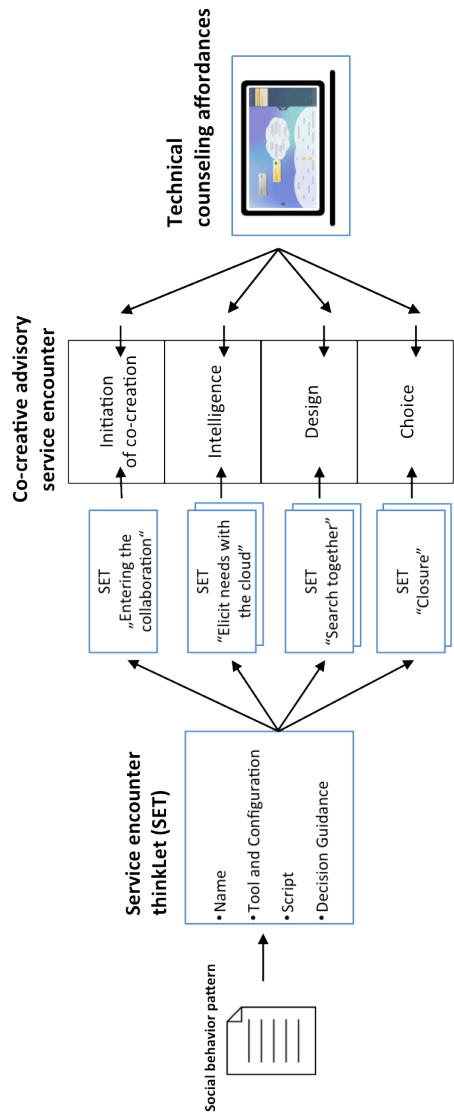 Social behavior pattern
Service encounter
thinkLet (SET)
• Name
• Tool and Configuration
• Script
• Decision Guidance
SET
„Entering the
collaboration“
SET
“Elicit needs with
the cloud”
SET
“Search together”
SET
“Closure”
Co-creative advisory
service encounter
Initiation
of co-creation
Intelligence
Design
Choice
Technical
counseling affordances